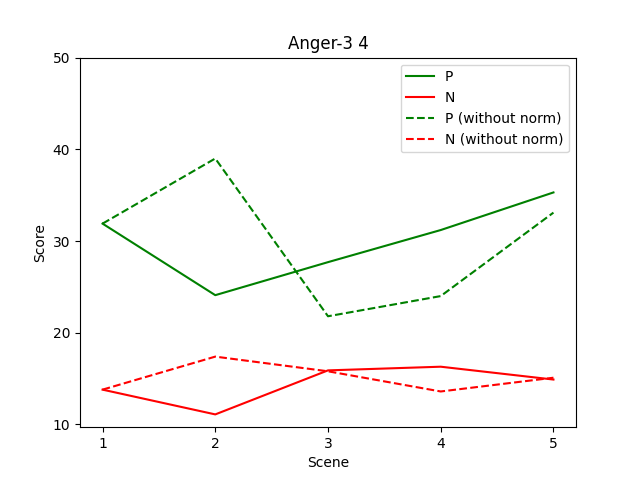 Anger-3 4
50
40
30
20
10
Score
1 2 3 4 5
Scene
P
N
P (without norm)
N (without norm)